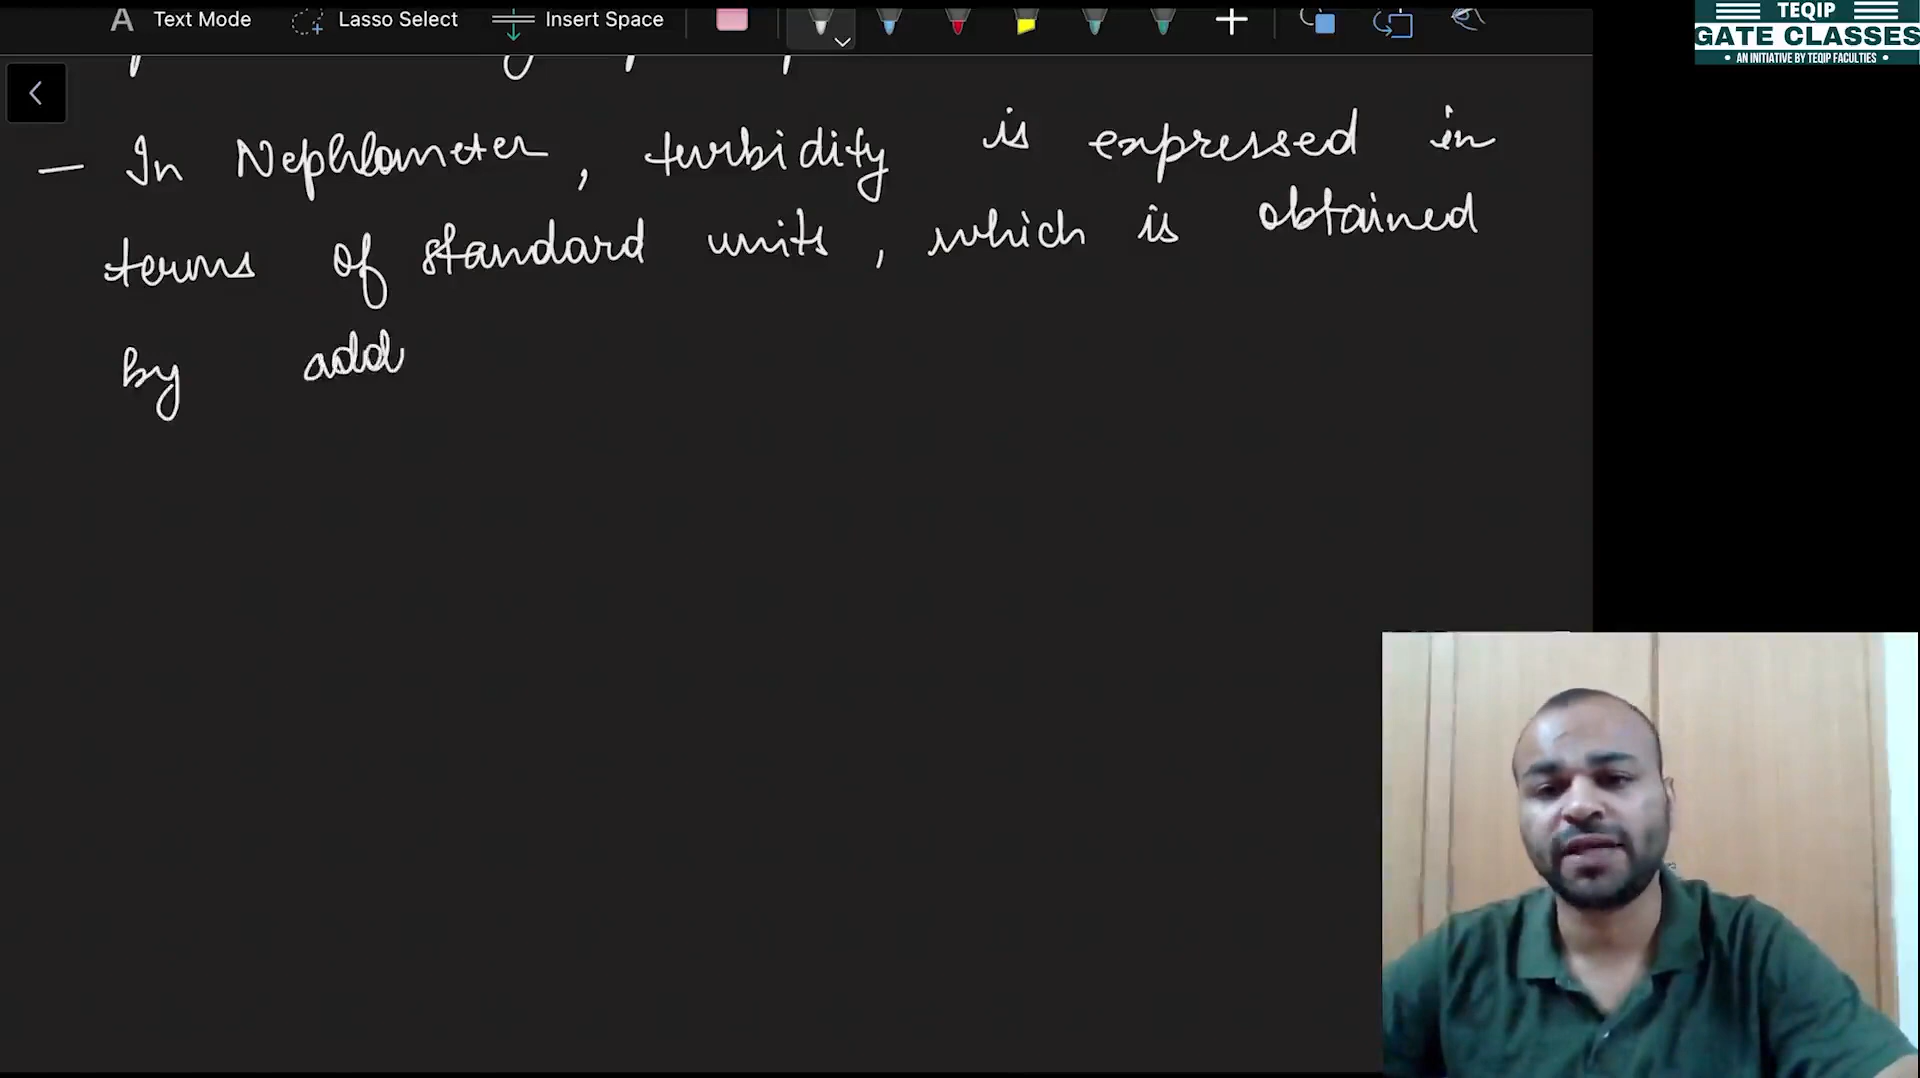 Text Mode Lasso Select Insert Space
TEQIP
GATE CLASSES
• AN INITIATIVE BY TEQIP FACULTIES •
- In Nephlometer, turbidity is expressed in
terms of standard units, which is obtained
by add